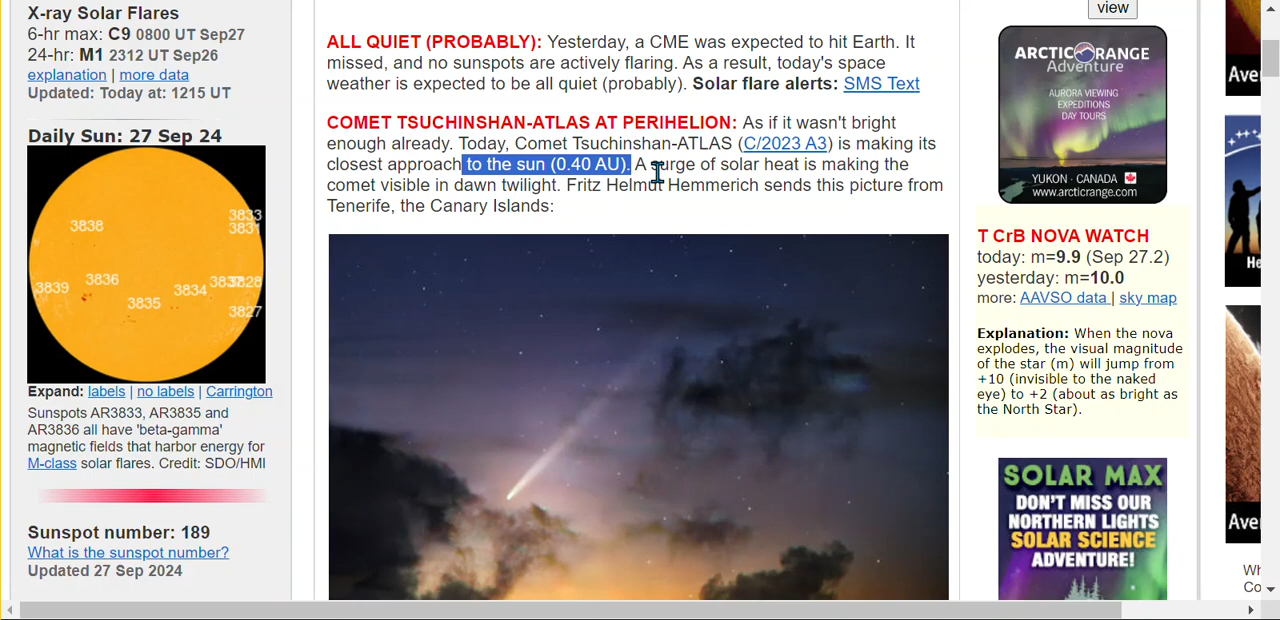 X-ray Solar Flares
6-hr max: C9 0800 UT Sep27
24-hr: M1 2312 UT Sep26
explanation | more data
Updated: Today at: 1215 UT
Daily Sun: 27 Sep 24
3833
3831
3838
3836
3828
3839
3834
3835
3827
Expand: labels | no labels | Carrington
Sunspots AR3833, AR3835 and
AR3836 all have 'beta-gamma'
magnetic fields that harbor energy for
M-class solar flares. Credit: SDO/HMI
Sunspot number: 189
What is the sunspot number?
Updated 27 Sep 2024
ALL QUIET (PROBABLY): Yesterday, a CME was expected to hit Earth. It
missed, and no sunspots are actively flaring. As a result, today's space
weather is expected to be all quiet (probably). Solar flare alerts: SMS Text
COMET TSUCHINSHAN-ATLAS AT PERIHELION: As if it wasn't bright
enough already. Today, Comet Tsuchinshan-ATLAS (C/2023 A3) is making its
closest approach to the sun (0.40 AU). A surge of solar heat is making the
comet visible in dawn twilight. Fritz Helmut Hemmerich sends this picture from
Tenerife, the Canary Islands:
view
ARCTIC RANGE
Adventure
AURORA VIEWING
EXPEDITIONS
DAY TOURS
YUKON · CANADA
www.arcticrange.com
T CrB NOVA WATCH
today: m=9.9 (Sep 27.2)
yesterday: m=10.0
more: AAVSO data | sky map
Explanation: When the nova
explodes, the visual magnitude
of the star (m) will jump from
+10 (invisible to the naked
eye) to +2 (about as bright as
the North Star).
SOLAR MAX
DON'T MISS OUR
NORTHERN LIGHTS
SOLAR SCIENCE
ADVENTURE!
Ave
He
Ave
Wh
Co